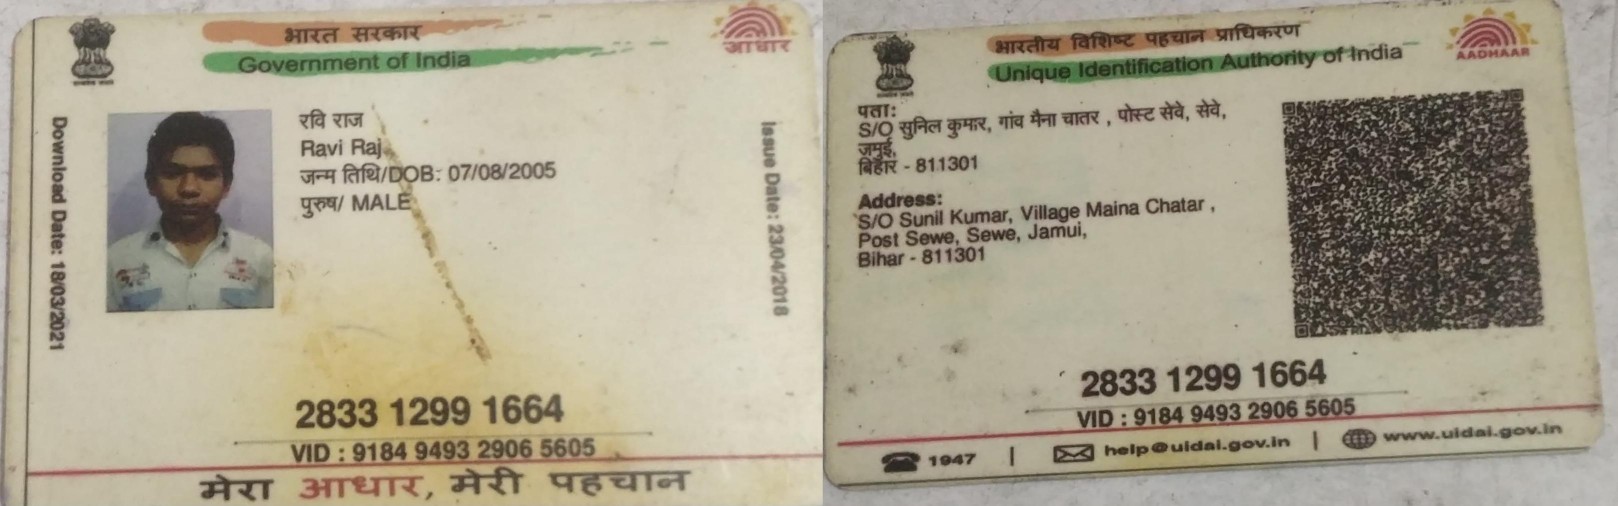 भारत सरकार
Government of India
आधार
Download Date: 18/03/2021
रवि राज
Ravi Raj
जन्म तिथि/DOB: 07/08/2005
पुरुष/ MALE
Issue Date: 23/04/2018
2833 1299 1664
VID : 9184 9493 2906 5605
मेरा आधार, मेरी पहचान
भारतीय विशिष्ट पहचान प्राधिकरण
Unique Identification Authority of India
AADHAAR
पता:
S/O सुनिल कुमार, गांव मैना चातर , पोस्ट सेवे, सेवे,
जमुई,
बिहार - 811301
Address:
S/O Sunil Kumar, Village Maina Chatar ,
Post Sewe, Sewe, Jamui,
Bihar - 811301
2833 1299 1664
VID : 9184 9493 2906 5605
1947 | help@uidai.gov.in | www.uidai.gov.in